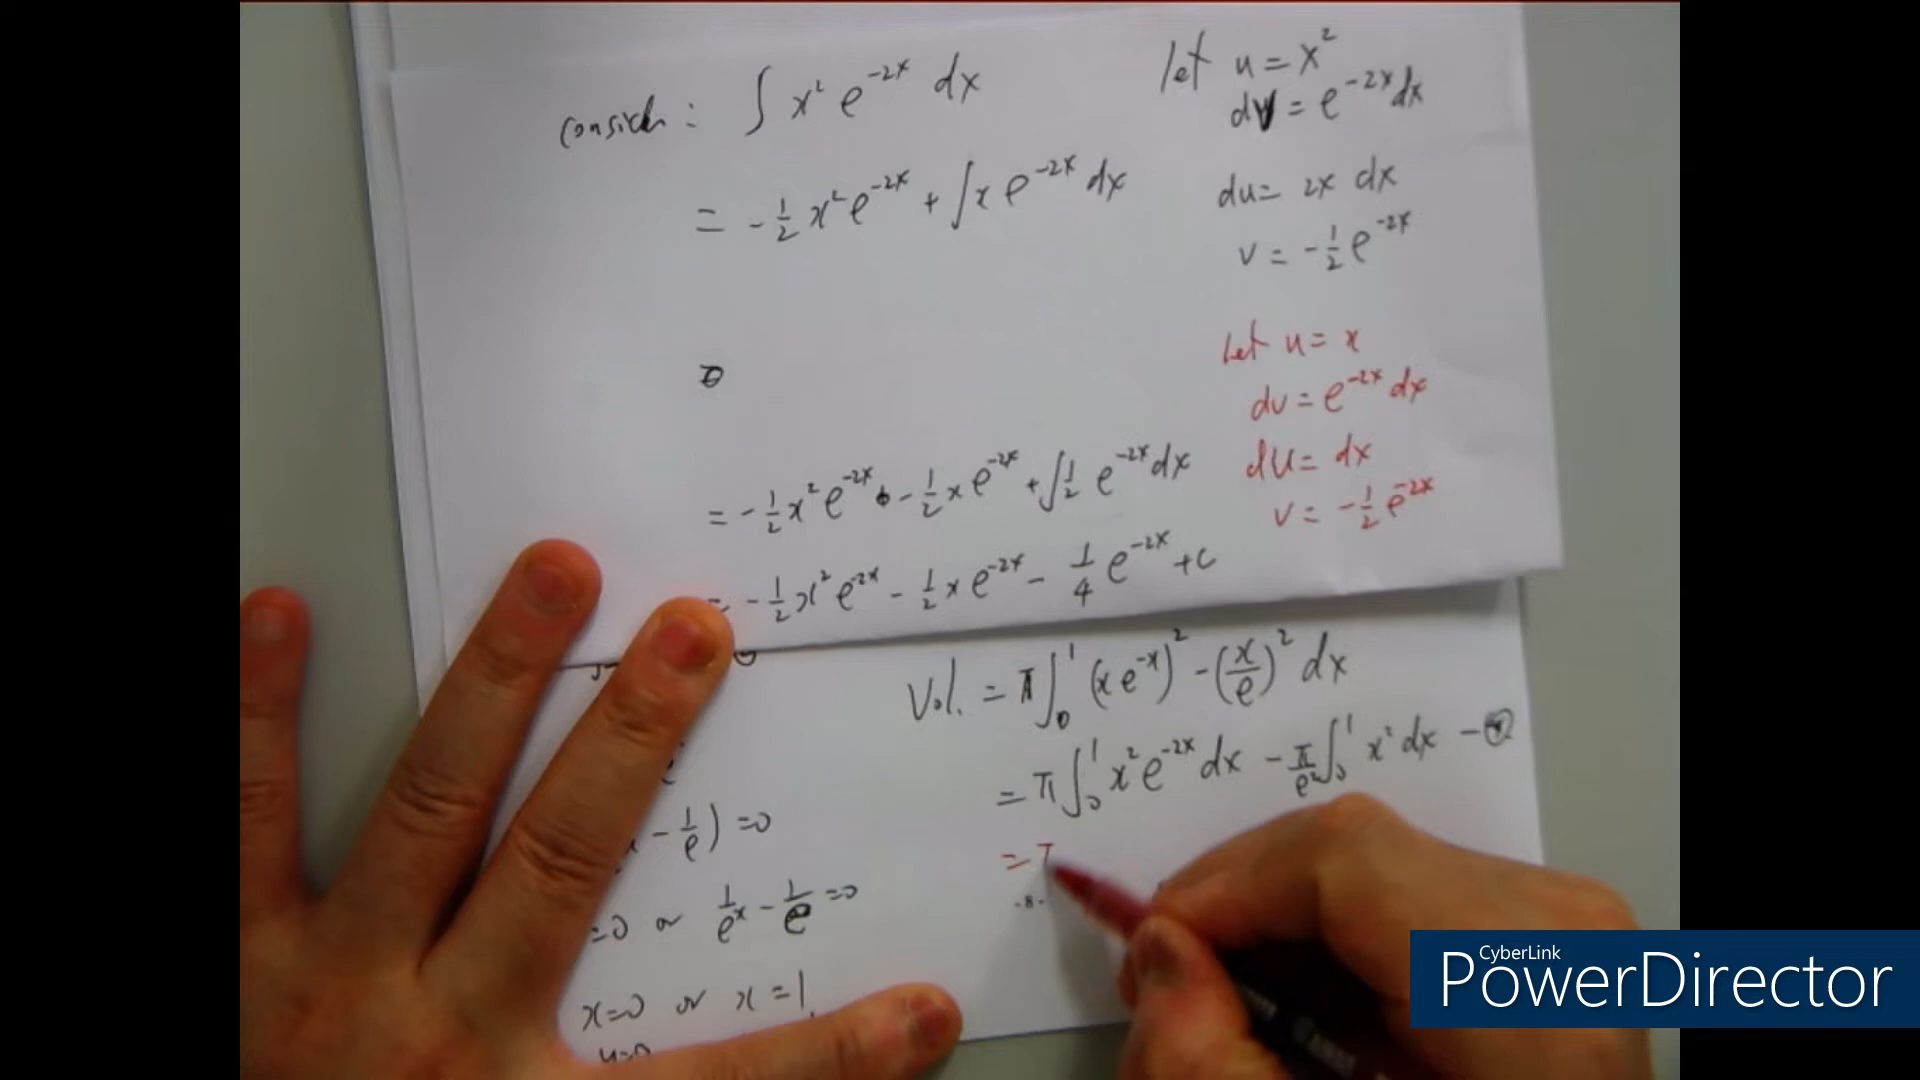 consider: ∫ x² e^{-2x} dx
let u = x²
dv = e^{-2x} dx
= -½ x² e^{-2x} + ∫ x e^{-2x} dx
du = 2x dx
v = -½ e^{-2x}
let u = x
dv = e^{-2x} dx
du = dx
v = -½ e^{-2x}
= -½ x² e^{-2x} - ½ x e^{-2x} + ∫ ½ e^{-2x} dx
= -½ x² e^{-2x} - ½ x e^{-2x} - ¼ e^{-2x} + c
Vol. = π ∫₀¹ (x e^{-x})² - (x/e)² dx
= π ∫₀¹ x² e^{-2x} dx - π/e² ∫₀¹ x² dx -
=
- 8 -
- 1/e) = 0
=0 or 1/e^x - 1/e = 0
x=0 or x=1
CyberLink
PowerDirector